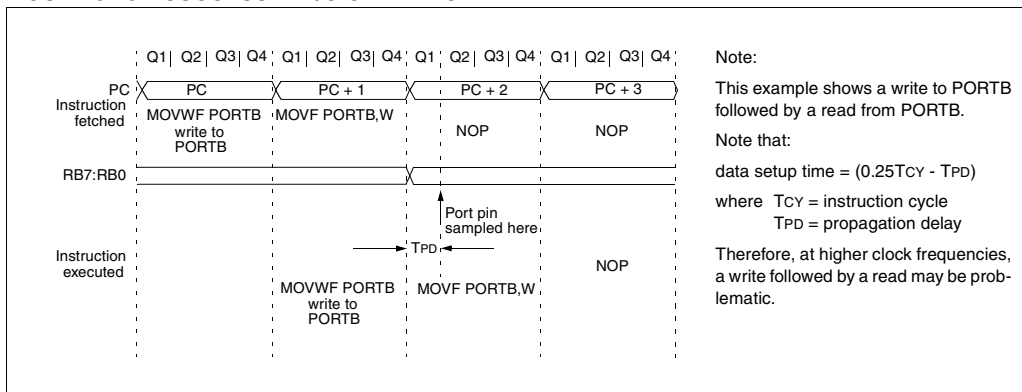 Q1 Q2 Q3 Q4 Q1 Q2 Q3 Q4 Q1 Q2 Q3 Q4 Q1 Q2 Q3 Q4
PC PC PC + 1 PC + 2 PC + 3
Instruction
fetched
MOVWF PORTB
write to
PORTB
MOVF PORTB,W
NOP
NOP
RB7:RB0
Port pin
sampled here
TPD
Instruction
executed
MOVWF PORTB
write to
PORTB
MOVF PORTB,W
NOP
Note:
This example shows a write to PORTB
followed by a read from PORTB.
Note that:
data setup time = (0.25TCY - TPD)
where TCY = instruction cycle
TPD = propagation delay
Therefore, at higher clock frequencies,
a write followed by a read may be prob-
lematic.